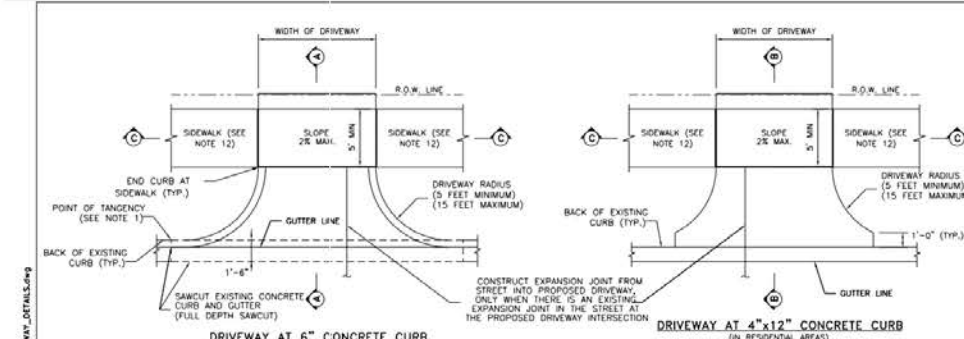 WIDTH OF DRIVEWAY
A
R.O.W. LINE
C
SIDEWALK (SEE
NOTE 12)
SLOPE
2% MAX.
5' MIN
SIDEWALK (SEE
NOTE 12)
C
END CURB AT
SIDEWALK (TYP.)
POINT OF TANGENCY
(SEE NOTE 1)
GUTTER LINE
DRIVEWAY RADIUS
(5 FEET MINIMUM)
(15 FEET MAXIMUM)
BACK OF EXISTING
CURB (TYP.)
1'-6"
SAWCUT EXISTING CONCRETE
CURB AND GUTTER
(FULL DEPTH SAWCUT)
A
CONSTRUCT EXPANSION JOINT FROM
STREET INTO PROPOSED DRIVEWAY,
ONLY WHEN THERE IS AN EXISTING
EXPANSION JOINT IN THE STREET AT
THE PROPOSED DRIVEWAY INTERSECTION
DRIVEWAY AT 6" CONCRETE CURB
WIDTH OF DRIVEWAY
B
R.O.W. LINE
C
SIDEWALK (SEE
NOTE 12)
SLOPE
2% MAX.
5' MIN
SIDEWALK (SEE
NOTE 12)
C
DRIVEWAY RADIUS
(5 FEET MINIMUM)
(15 FEET MAXIMUM
BACK OF EXISTING
CURB (TYP.)
1'-0" (TYP.)
GUTTER LINE
B
DRIVEWAY AT 4"x12" CONCRETE CURB
(IN RESIDENTIAL AREAS)
WAY_DETAILS.dwg